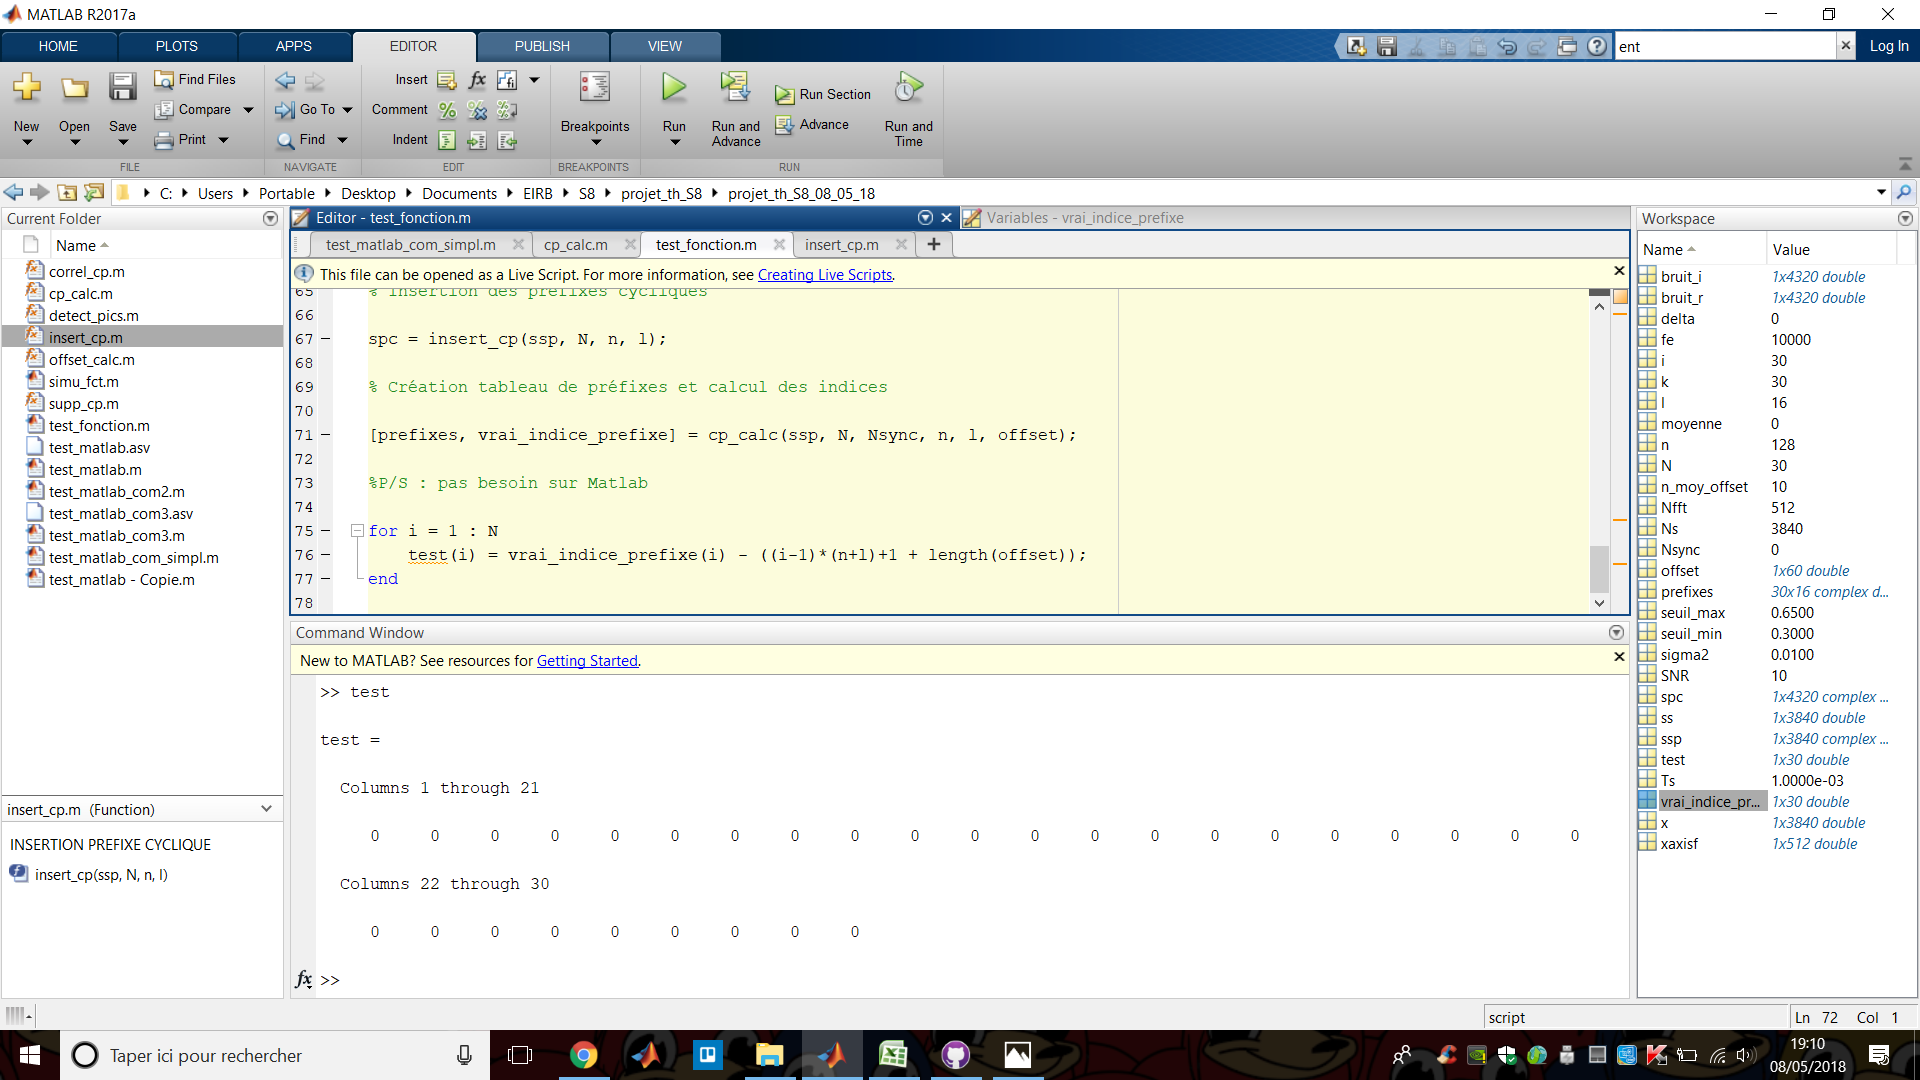 MATLAB R2017a
HOME PLOTS APPS EDITOR PUBLISH VIEW ent Log In
New Open Save Find Files Compare Print
Go To Find
Insert Comment Indent
Breakpoints
Run Run and Advance Run Section Advance Run and Time
FILE NAVIGATE EDIT BREAKPOINTS RUN
C: Users Portable Desktop Documents EIRB S8 projet_th_S8 projet_th_S8_08_05_18
Current Folder
Name
correl_cp.m
cp_calc.m
detect_pics.m
insert_cp.m
offset_calc.m
simu_fct.m
supp_cp.m
test_fonction.m
test_matlab.asv
test_matlab.m
test_matlab_com2.m
test_matlab_com3.asv
test_matlab_com3.m
test_matlab_com_simpl.m
test_matlab - Copie.m
insert_cp.m (Function)
INSERTION PREFIXE CYCLIQUE
insert_cp(ssp, N, n, l)
Editor - test_fonction.m
Variables - vrai_indice_prefixe
test_matlab_com_simpl.m cp_calc.m test_fonction.m insert_cp.m
This file can be opened as a Live Script. For more information, see Creating Live Scripts.
65 % Insertion des préfixes cycliques
66
67 spc = insert_cp(ssp, N, n, l);
68
69 % Création tableau de préfixes et calcul des indices
70
71 [prefixes, vrai_indice_prefixe] = cp_calc(ssp, N, Nsync, n, l, offset);
72
73 %P/S : pas besoin sur Matlab
74
75 for i = 1 : N
76 test(i) = vrai_indice_prefixe(i) - ((i-1)*(n+l)+1 + length(offset));
77 end
78
Command Window
New to MATLAB? See resources for Getting Started.
>> test
test =
Columns 1 through 21
0 0 0 0 0 0 0 0 0 0 0 0 0 0 0 0 0 0 0 0 0
Columns 22 through 30
0 0 0 0 0 0 0 0 0
fx >>
Workspace
Name Value
bruit_i 1x4320 double
bruit_r 1x4320 double
delta 0
fe 10000
i 30
k 30
l 16
moyenne 0
n 128
N 30
n_moy_offset 10
Nfft 512
Ns 3840
Nsync 0
offset 1x60 double
prefixes 30x16 complex d...
seuil_max 0.6500
seuil_min 0.3000
sigma2 0.0100
SNR 10
spc 1x4320 complex ...
ss 1x3840 double
ssp 1x3840 complex ...
test 1x30 double
Ts 1.0000e-03
vrai_indice_pr... 1x30 double
x 1x3840 double
xaxisf 1x512 double
script
Ln 72 Col 1
Taper ici pour rechercher
19:10
08/05/2018